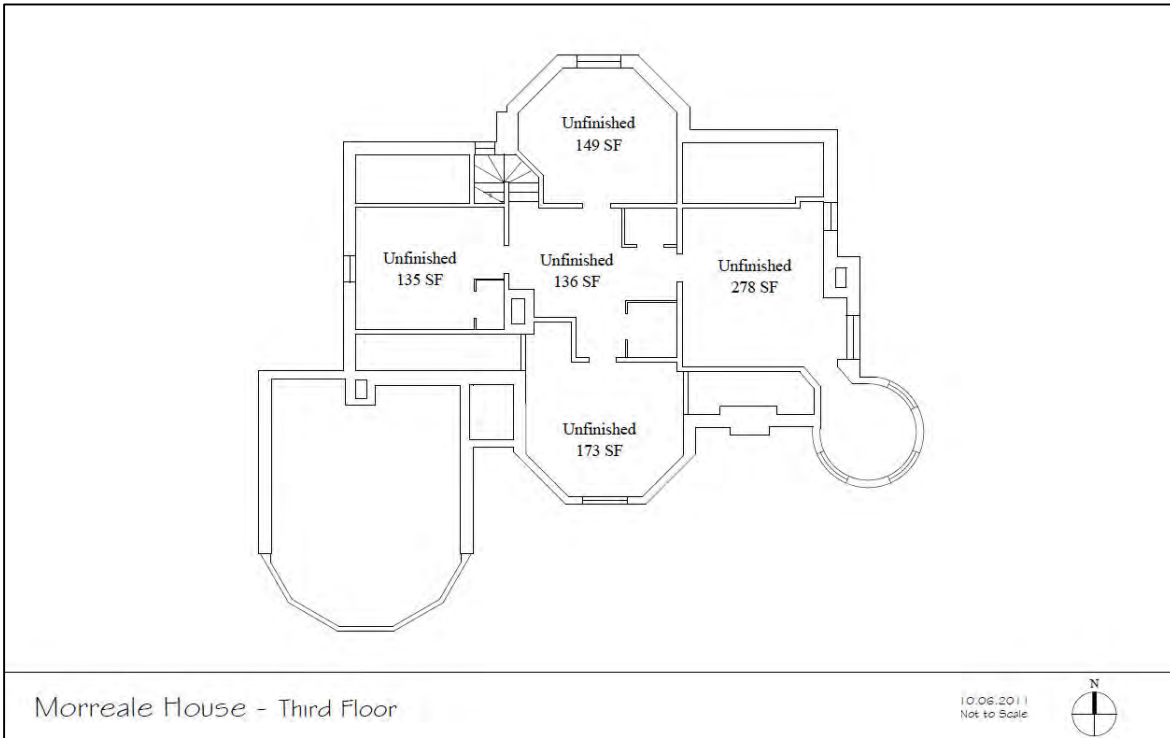 Unfinished
149 SF
Unfinished
135 SF
Unfinished
136 SF
Unfinished
278 SF
Unfinished
173 SF
Morreale House - Third Floor
10.06.2011
Not to Scale
N